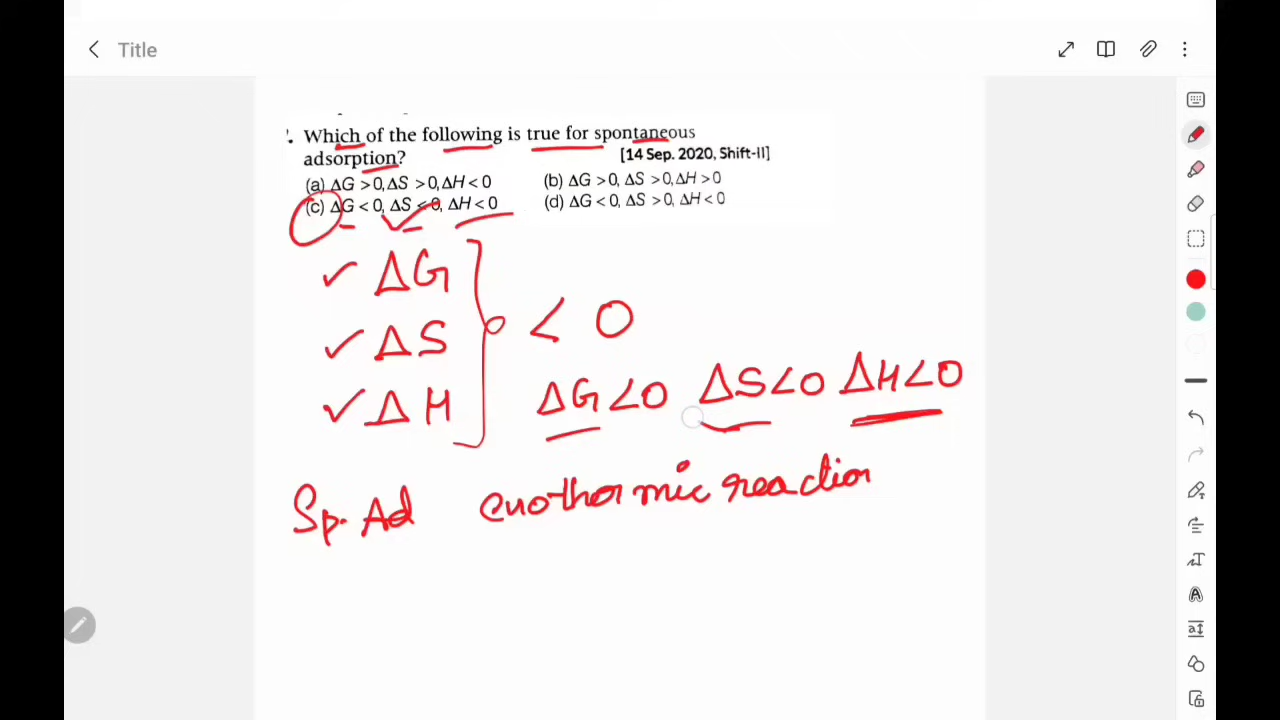 Title
. Which of the following is true for spontaneous
adsorption? [14 Sep. 2020, Shift-II]
(a) ΔG > 0, ΔS > 0, ΔH < 0 (b) ΔG > 0, ΔS > 0, ΔH > 0
(c) ΔG < 0, ΔS < 0, ΔH < 0 (d) ΔG < 0, ΔS > 0, ΔH < 0
✓ ΔG
✓ ΔS < 0
✓ ΔH
ΔG<0 ΔS<0 ΔH<0
Sp. Ad exothermic reaction